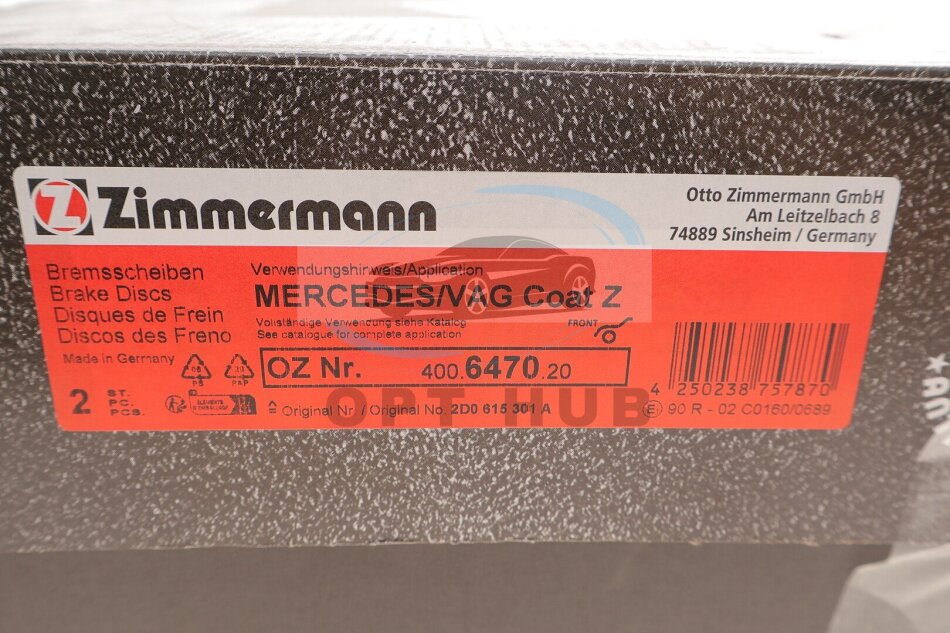 Zimmermann
Otto Zimmermann GmbH
Am Leitzelbach 8
74889 Sinsheim / Germany
Bremsscheiben
Brake Discs
Disques de Frein
Discos des Freno
Made in Germany
2 ST.
PC.
PCS.
Verwendungshinweis/Application
MERCEDES/VAG Coat Z
Vollständige Verwendung siehe Katalog
See catalogue for complete application
FRONT
OZ Nr. 400.6470.20
PAP
≙ Original Nr / Original No. 2D0 615 301 A
4 250238 757870
E1 90 R - 02 C0160/0689
OPT HUB